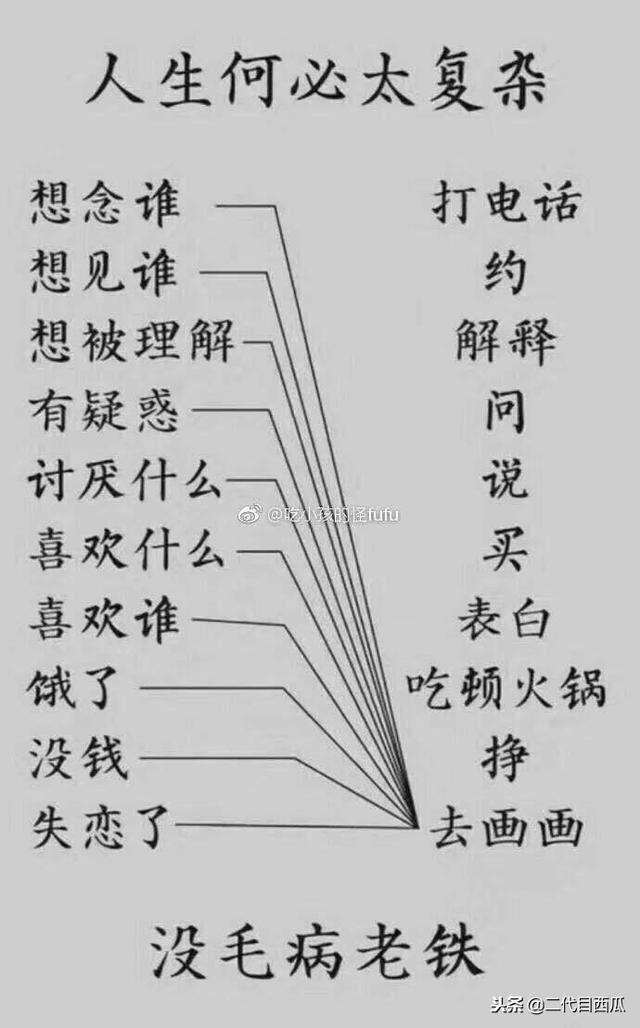 人生何必太复杂
想念谁 打电话
想见谁 约
想被理解 解释
有疑惑 问
讨厌什么 说
@吃小孩的怪fufu
喜欢什么 买
喜欢谁 表白
饿了 吃顿火锅
没钱 挣
失恋了 去画画
没毛病老铁
头条 @二代目西瓜